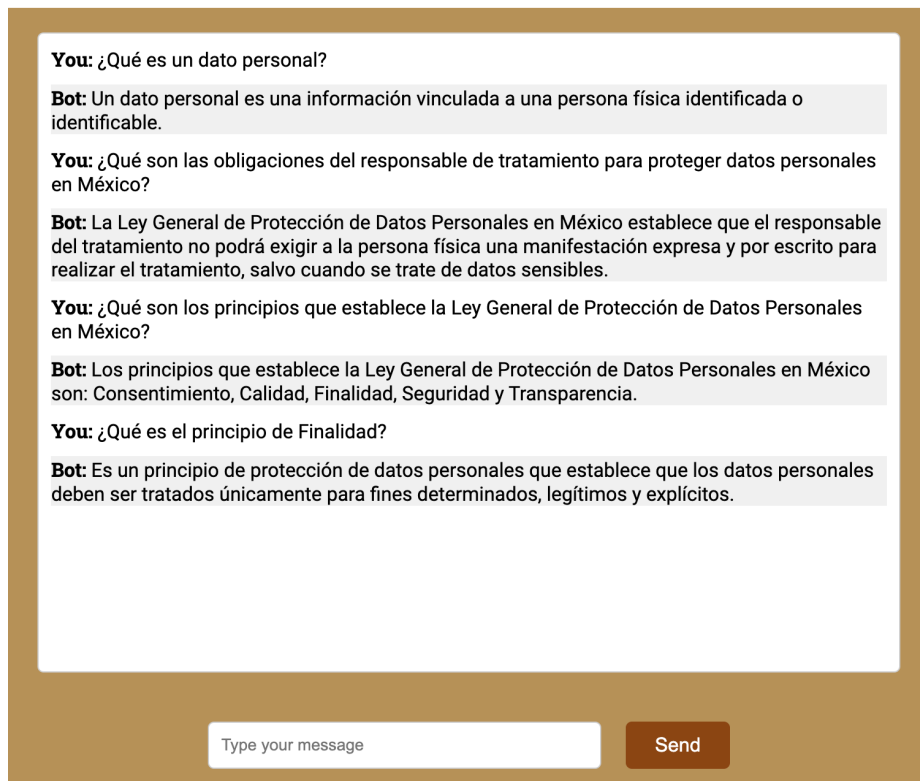 You: ¿Qué es un dato personal?
Bot: Un dato personal es una información vinculada a una persona física identificada o
identificable.
You: ¿Qué son las obligaciones del responsable de tratamiento para proteger datos personales
en México?
Bot: La Ley General de Protección de Datos Personales en México establece que el responsable
del tratamiento no podrá exigir a la persona física una manifestación expresa y por escrito para
realizar el tratamiento, salvo cuando se trate de datos sensibles.
You: ¿Qué son los principios que establece la Ley General de Protección de Datos Personales
en México?
Bot: Los principios que establece la Ley General de Protección de Datos Personales en México
son: Consentimiento, Calidad, Finalidad, Seguridad y Transparencia.
You: ¿Qué es el principio de Finalidad?
Bot: Es un principio de protección de datos personales que establece que los datos personales
deben ser tratados únicamente para fines determinados, legítimos y explícitos.
Type your message
Send